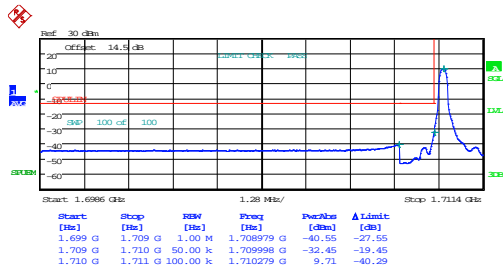 R S
Ref 30 dBm
Offset 14.5 dB
LIMIT CHECK PASS
20
10
0
-10
-20
-30
-40
-50
-60
1
AVG
*
SWP 100 of 100
A
SGL
LVL
3DB
Start 1.6986 GHz 1.28 MHz/ Stop 1.7114 GHz
Start Stop RBW Freq PwrAbs Δ Limit
[Hz] [Hz] [Hz] [dBm] [dB]
1.699 G 1.709 G 1.00 M 1.708979 G -40.55 -27.55
1.709 G 1.710 G 50.00 k 1.709998 G -32.45 -19.45
1.710 G 1.711 G 100.00 k 1.710279 G 9.71 -40.29